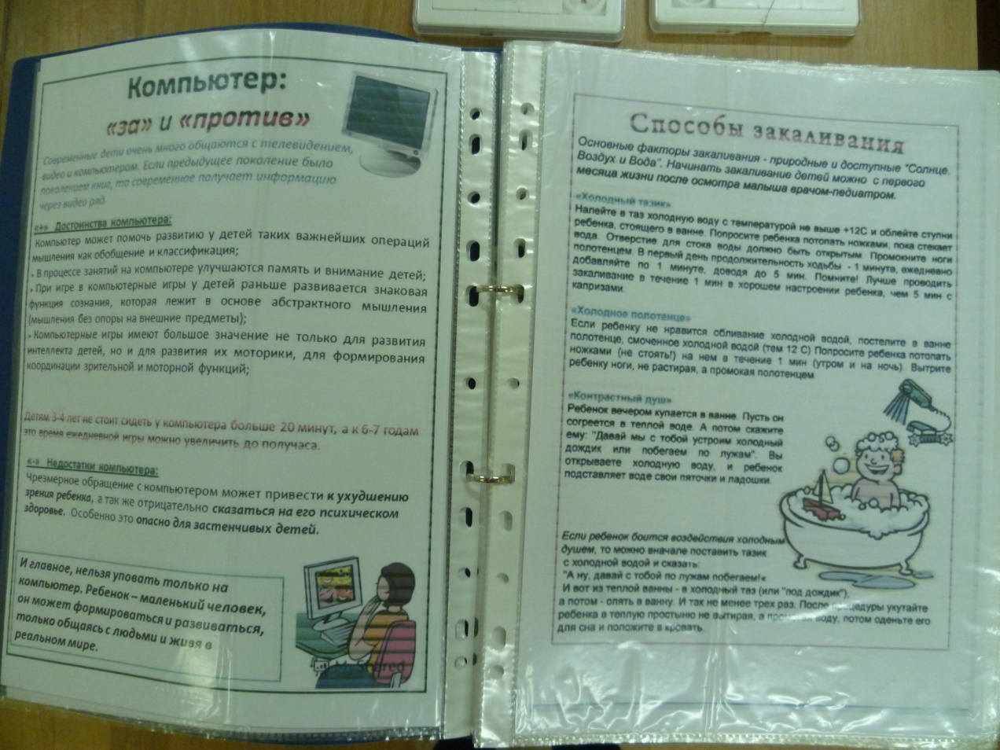 Компьютер:
«за» и «против»
Современные дети очень много общаются с телевидением,
видео и компьютером. Если предыдущее поколение было
поколением книг, то современное получает информацию
через видео ряд.
«+» Достоинства компьютера:
Компьютер может помочь развитию у детей таких важнейших операций
мышления как обобщение и классификация;
• В процессе занятий на компьютере улучшаются память и внимание детей;
• При игре в компьютерные игры у детей раньше развивается знаковая
функция сознания, которая лежит в основе абстрактного мышления
(мышления без опоры на внешние предметы);
• Компьютерные игры имеют большое значение не только для развития
интеллекта детей, но и для развития их моторики, для формирования
координации зрительной и моторной функций;
Детям 3-4 лет не стоит сидеть у компьютера больше 20 минут, а к 6-7 годам
это время ежедневной игры можно увеличить до получаса.
«-» Недостатки компьютера:
Чрезмерное обращение с компьютером может привести к ухудшению
зрения ребенка, а так же отрицательно сказаться на его психическом
здоровье. Особенно это опасно для застенчивых детей.
И главное, нельзя уповать только на
компьютер. Ребенок – маленький человек,
он может формироваться и развиваться,
только общаясь с людьми и живя в
реальном мире.
MyShared
Способы закаливания
Основные факторы закаливания - природные и доступные "Солнце.
Воздух и Вода". Начинать закаливание детей можно с первого
месяца жизни после осмотра малыша врачом-педиатром.
«Холодный тазик»
Налейте в таз холодную воду с температурой не выше +12С и облейте ступни
ребенка, стоящего в ванне. Попросите ребенка потопать ножками, пока стекает
вода. Отверстие для стока воды должно быть открытым. Промокните ноги
полотенцем. В первый день продолжительность ходьбы - 1 минута, ежедневно
добавляйте по 1 минуте, доводя до 5 мин. Помните! Лучше проводить
закаливание в течение 1 мин в хорошем настроении ребенка, чем 5 мин с
капризами.
«Холодное полотенце»
Если ребенку не нравится обливание холодной водой, постелите в ванне
полотенце, смоченное холодной водой (тем 12 С) Попросите ребенка потопать
ножками (не стоять!) на нем в течение 1 мин (утром и на ночь). Вытрите
ребенку ноги, не растирая, а промокая полотенцем.
«Контрастный душ»
Ребенок вечером купается в ванне. Пусть он
согреется в теплой воде. А потом скажите
ему: "Давай мы с тобой устроим холодный
дождик или побегаем по лужам". Вы
открываете холодную воду, и ребенок
подставляет воде свои пяточки и ладошки.
Если ребенок боится воздействия холодным
душем, то можно вначале поставить тазик
с холодной водой и сказать:
"А ну, давай с тобой по лужам побегаем!«
И вот из теплой ванны - в холодный таз (или "под дождик"),
а потом - опять в ванну. И так не менее трех раз. После процедуры укутайте
ребенка в теплую простыню не вытирая, а промокая воду, потом оденьте его
для сна и положите в кровать.